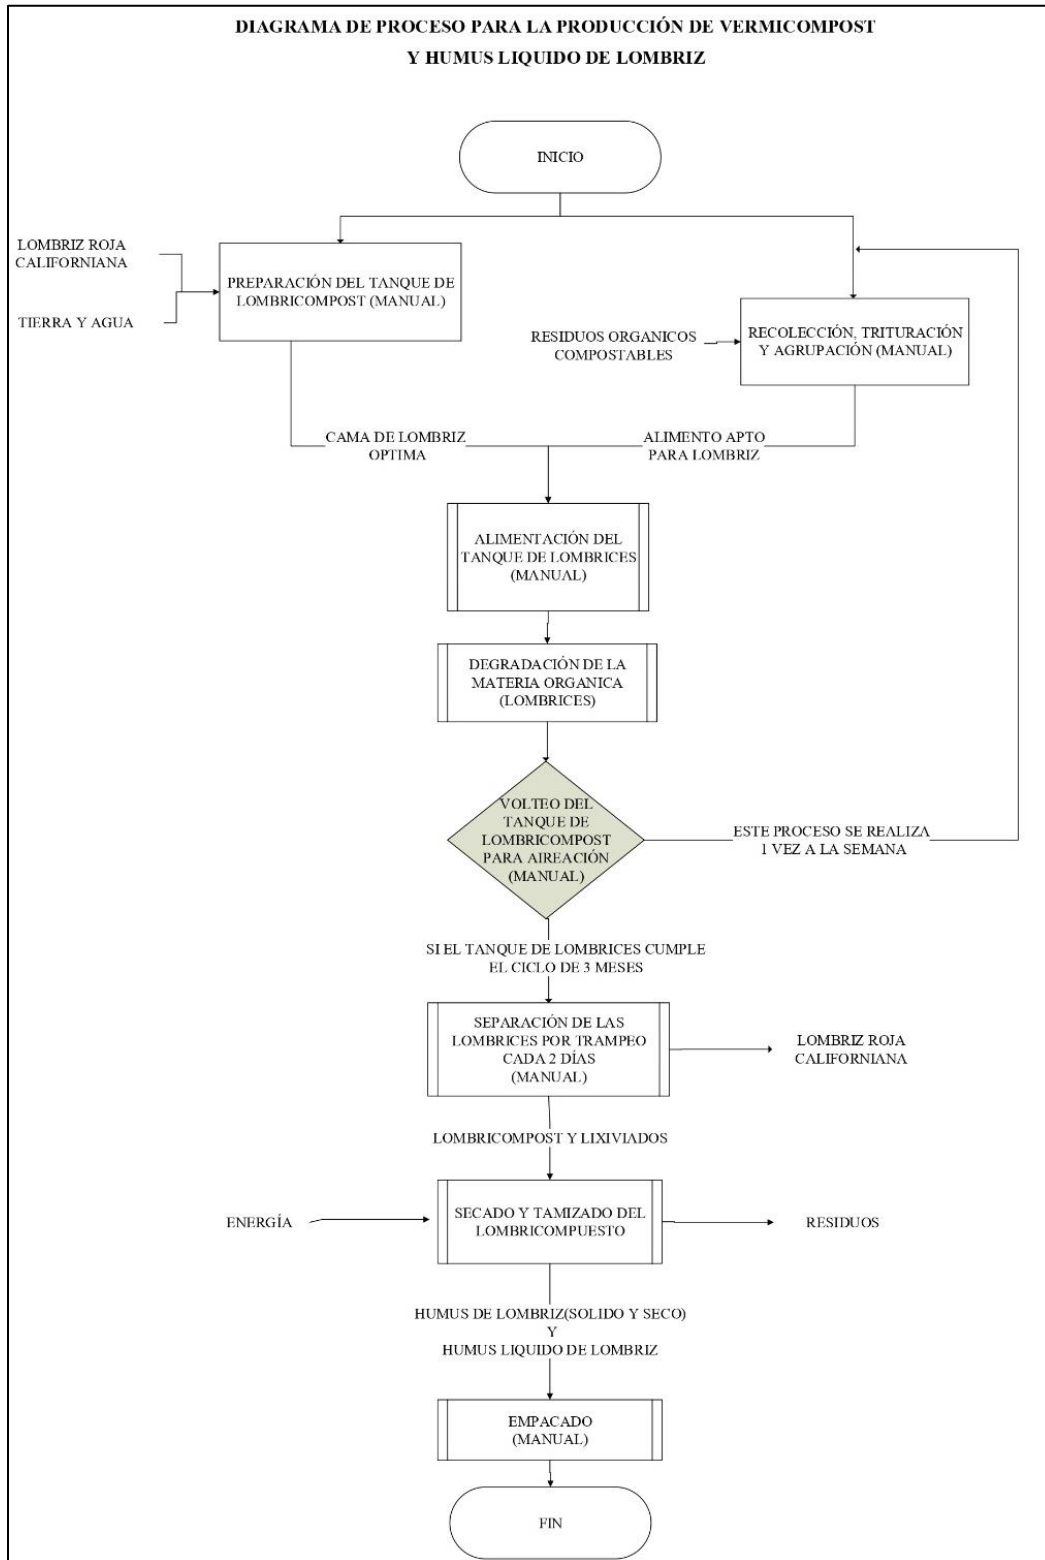 DIAGRAMA DE PROCESO PARA LA PRODUCCIÓN DE VERMICOMPOST
Y HUMUS LIQUIDO DE LOMBRIZ
INICIO
LOMBRIZ ROJA
CALIFORNIANA
TIERRA Y AGUA
PREPARACIÓN DEL TANQUE DE
LOMBRICOMPOST (MANUAL)
RESIDUOS ORGANICOS
COMPOSTABLES
RECOLECCIÓN, TRITURACIÓN
Y AGRUPACIÓN (MANUAL)
CAMA DE LOMBRIZ
OPTIMA
ALIMENTO APTO
PARA LOMBRIZ
ALIMENTACIÓN DEL
TANQUE DE LOMBRICES
(MANUAL)
DEGRADACIÓN DE LA
MATERIA ORGANICA
(LOMBRICES)
VOLTEO DEL
TANQUE DE
LOMBRICOMPOST
PARA AIREACIÓN
(MANUAL)
ESTE PROCESO SE REALIZA
1 VEZ A LA SEMANA
SI EL TANQUE DE LOMBRICES CUMPLE
EL CICLO DE 3 MESES
SEPARACIÓN DE LAS
LOMBRICES POR TRAMPEO
CADA 2 DÍAS
(MANUAL)
LOMBRIZ ROJA
CALIFORNIANA
LOMBRICOMPOST Y LIXIVIADOS
ENERGÍA
SECADO Y TAMIZADO DEL
LOMBRICOMPUESTO
RESIDUOS
HUMUS DE LOMBRIZ(SOLIDO Y SECO)
Y
HUMUS LIQUIDO DE LOMBRIZ
EMPACADO
(MANUAL)
FIN